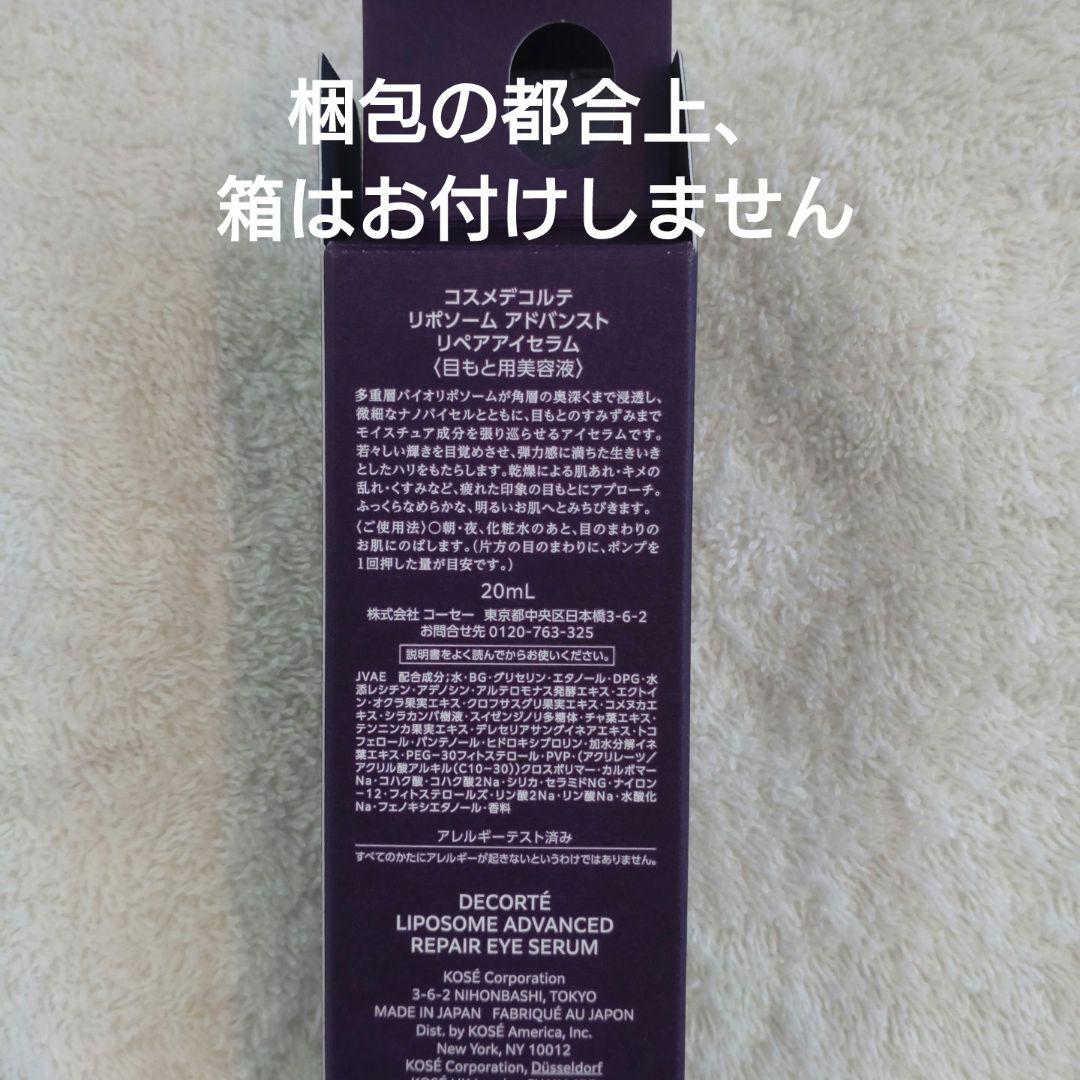 梱包の都合上、
箱はお付けしません
コスメデコルテ
リポソーム アドバンスト
リペアアイセラム
〈目もと用美容液〉
多重層バイオリポソームが角層の奥深くまで浸透し、
微細なナノバイセルとともに、目もとのすみずみまで
モイスチュア成分を張り巡らせるアイセラムです。
若々しい輝きを目覚めさせ、弾力感に満ちた生きいき
としたハリをもたらします。乾燥による肌あれ・キメの
乱れ・くすみなど、疲れた印象の目もとにアプローチ。
ふっくらなめらかな、明るいお肌へとみちびきます。
〈ご使用法〉○朝・夜、化粧水のあと、目のまわりの
お肌にのばします。(片方の目のまわりに、ポンプを
1回押した量が目安です。)
20mL
株式会社 コーセー 東京都中央区日本橋3-6-2
お問合せ先 0120-763-325
説明書をよく読んでからお使いください。
JVAE 配合成分;水・BG・グリセリン・エタノール・DPG・水
添レシチン・アデノシン・アルテロモナス発酵エキス・エクトイ
ン・オクラ果実エキス・クロフサスグリ果実エキス・コメヌカエ
キス・シラカンバ樹液・スイゼンジノリ多糖体・チャ葉エキス・
テンニンカ果実エキス・デレセリアサングイネアエキス・トコ
フェロール・パンテノール・ヒドロキシプロリン・加水分解イネ
葉エキス・PEG-30フィトステロール・PVP・(アクリレーツ/
アクリル酸アルキル(C10-30))クロスポリマー・カルボマー
Na・コハク酸・コハク酸2Na・シリカ・セラミドNG・ナイロン
-12・フィトステロールズ・リン酸2Na・リン酸Na・水酸化
Na・フェノキシエタノール・香料
アレルギーテスト済み
すべてのかたにアレルギーが起きないというわけではありません。
DECORTÉ
LIPOSOME ADVANCED
REPAIR EYE SERUM
KOSÉ Corporation
3-6-2 NIHONBASHI, TOKYO
MADE IN JAPAN FABRIQUÉ AU JAPON
Dist. by KOSÉ America, Inc.
New York, NY 10012
KOSÉ Corporation, Düsseldorf